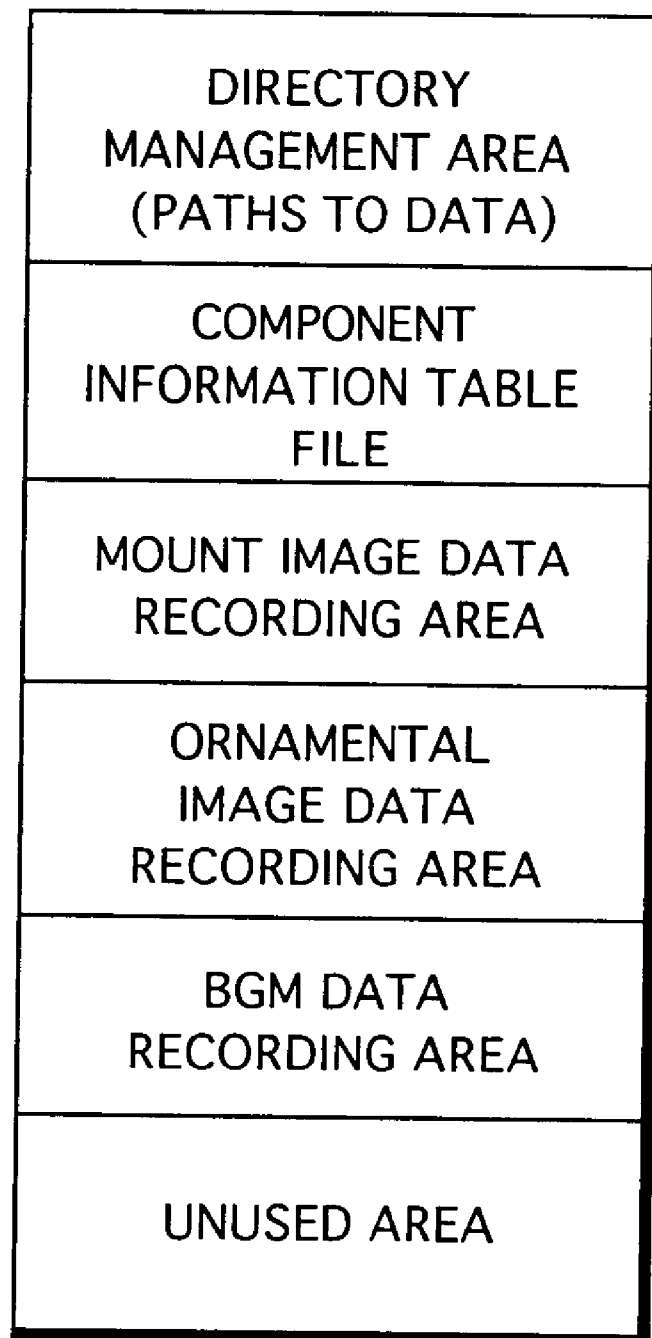 DIRECTORY
MANAGEMENT AREA
(PATHS TO DATA)
COMPONENT
INFORMATION TABLE
FILE
MOUNT IMAGE DATA
RECORDING AREA
ORNAMENTAL
IMAGE DATA
RECORDING AREA
BGM DATA
RECORDING AREA
UNUSED AREA